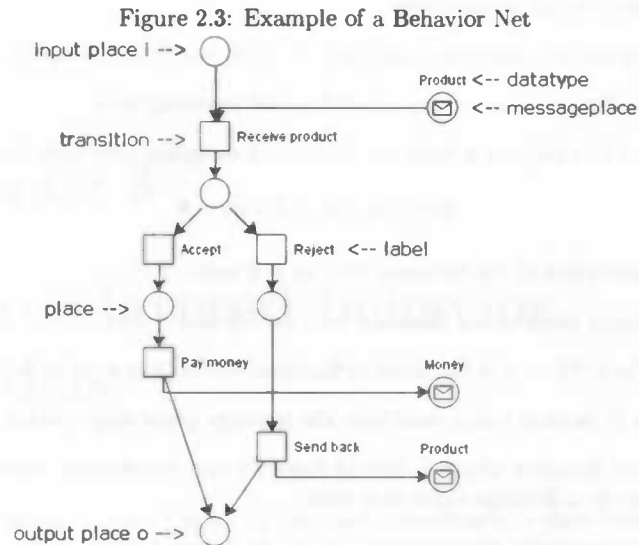 Figure 2.3: Example of a Behavior Net
input place i -->
Product <-- datatype
<-- messageplace
transition --> Receive product
Accept
Reject <-- label
place -->
Pay money
Money
Send back
Product
output place o -->